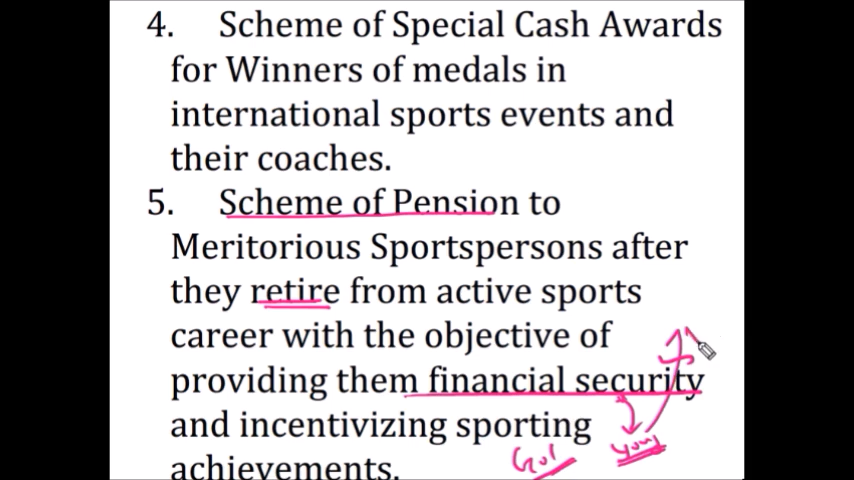 4. Scheme of Special Cash Awards
for Winners of medals in
international sports events and
their coaches.
5. Scheme of Pension to
Meritorious Sportspersons after
they retire from active sports
career with the objective of
providing them financial security
and incentivizing sporting
achievements.